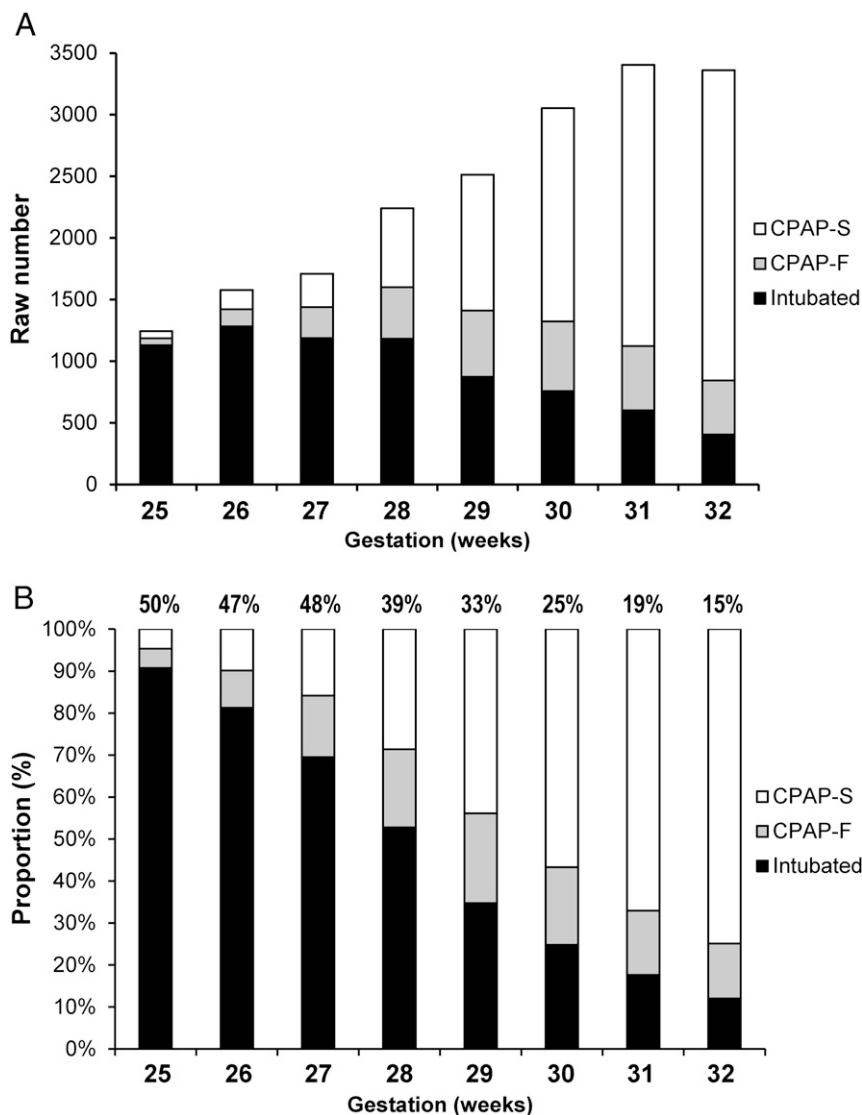 A
3500
3000
2500
2000
1500
1000
500
0
Raw number
CPAP-S
CPAP-F
Intubated
25 26 27 28 29 30 31 32
Gestation (weeks)
B
50% 47% 48% 39% 33% 25% 19% 15%
100%
90%
80%
70%
60%
50%
40%
30%
20%
10%
0%
Proportion (%)
CPAP-S
CPAP-F
Intubated
25 26 27 28 29 30 31 32
Gestation (weeks)